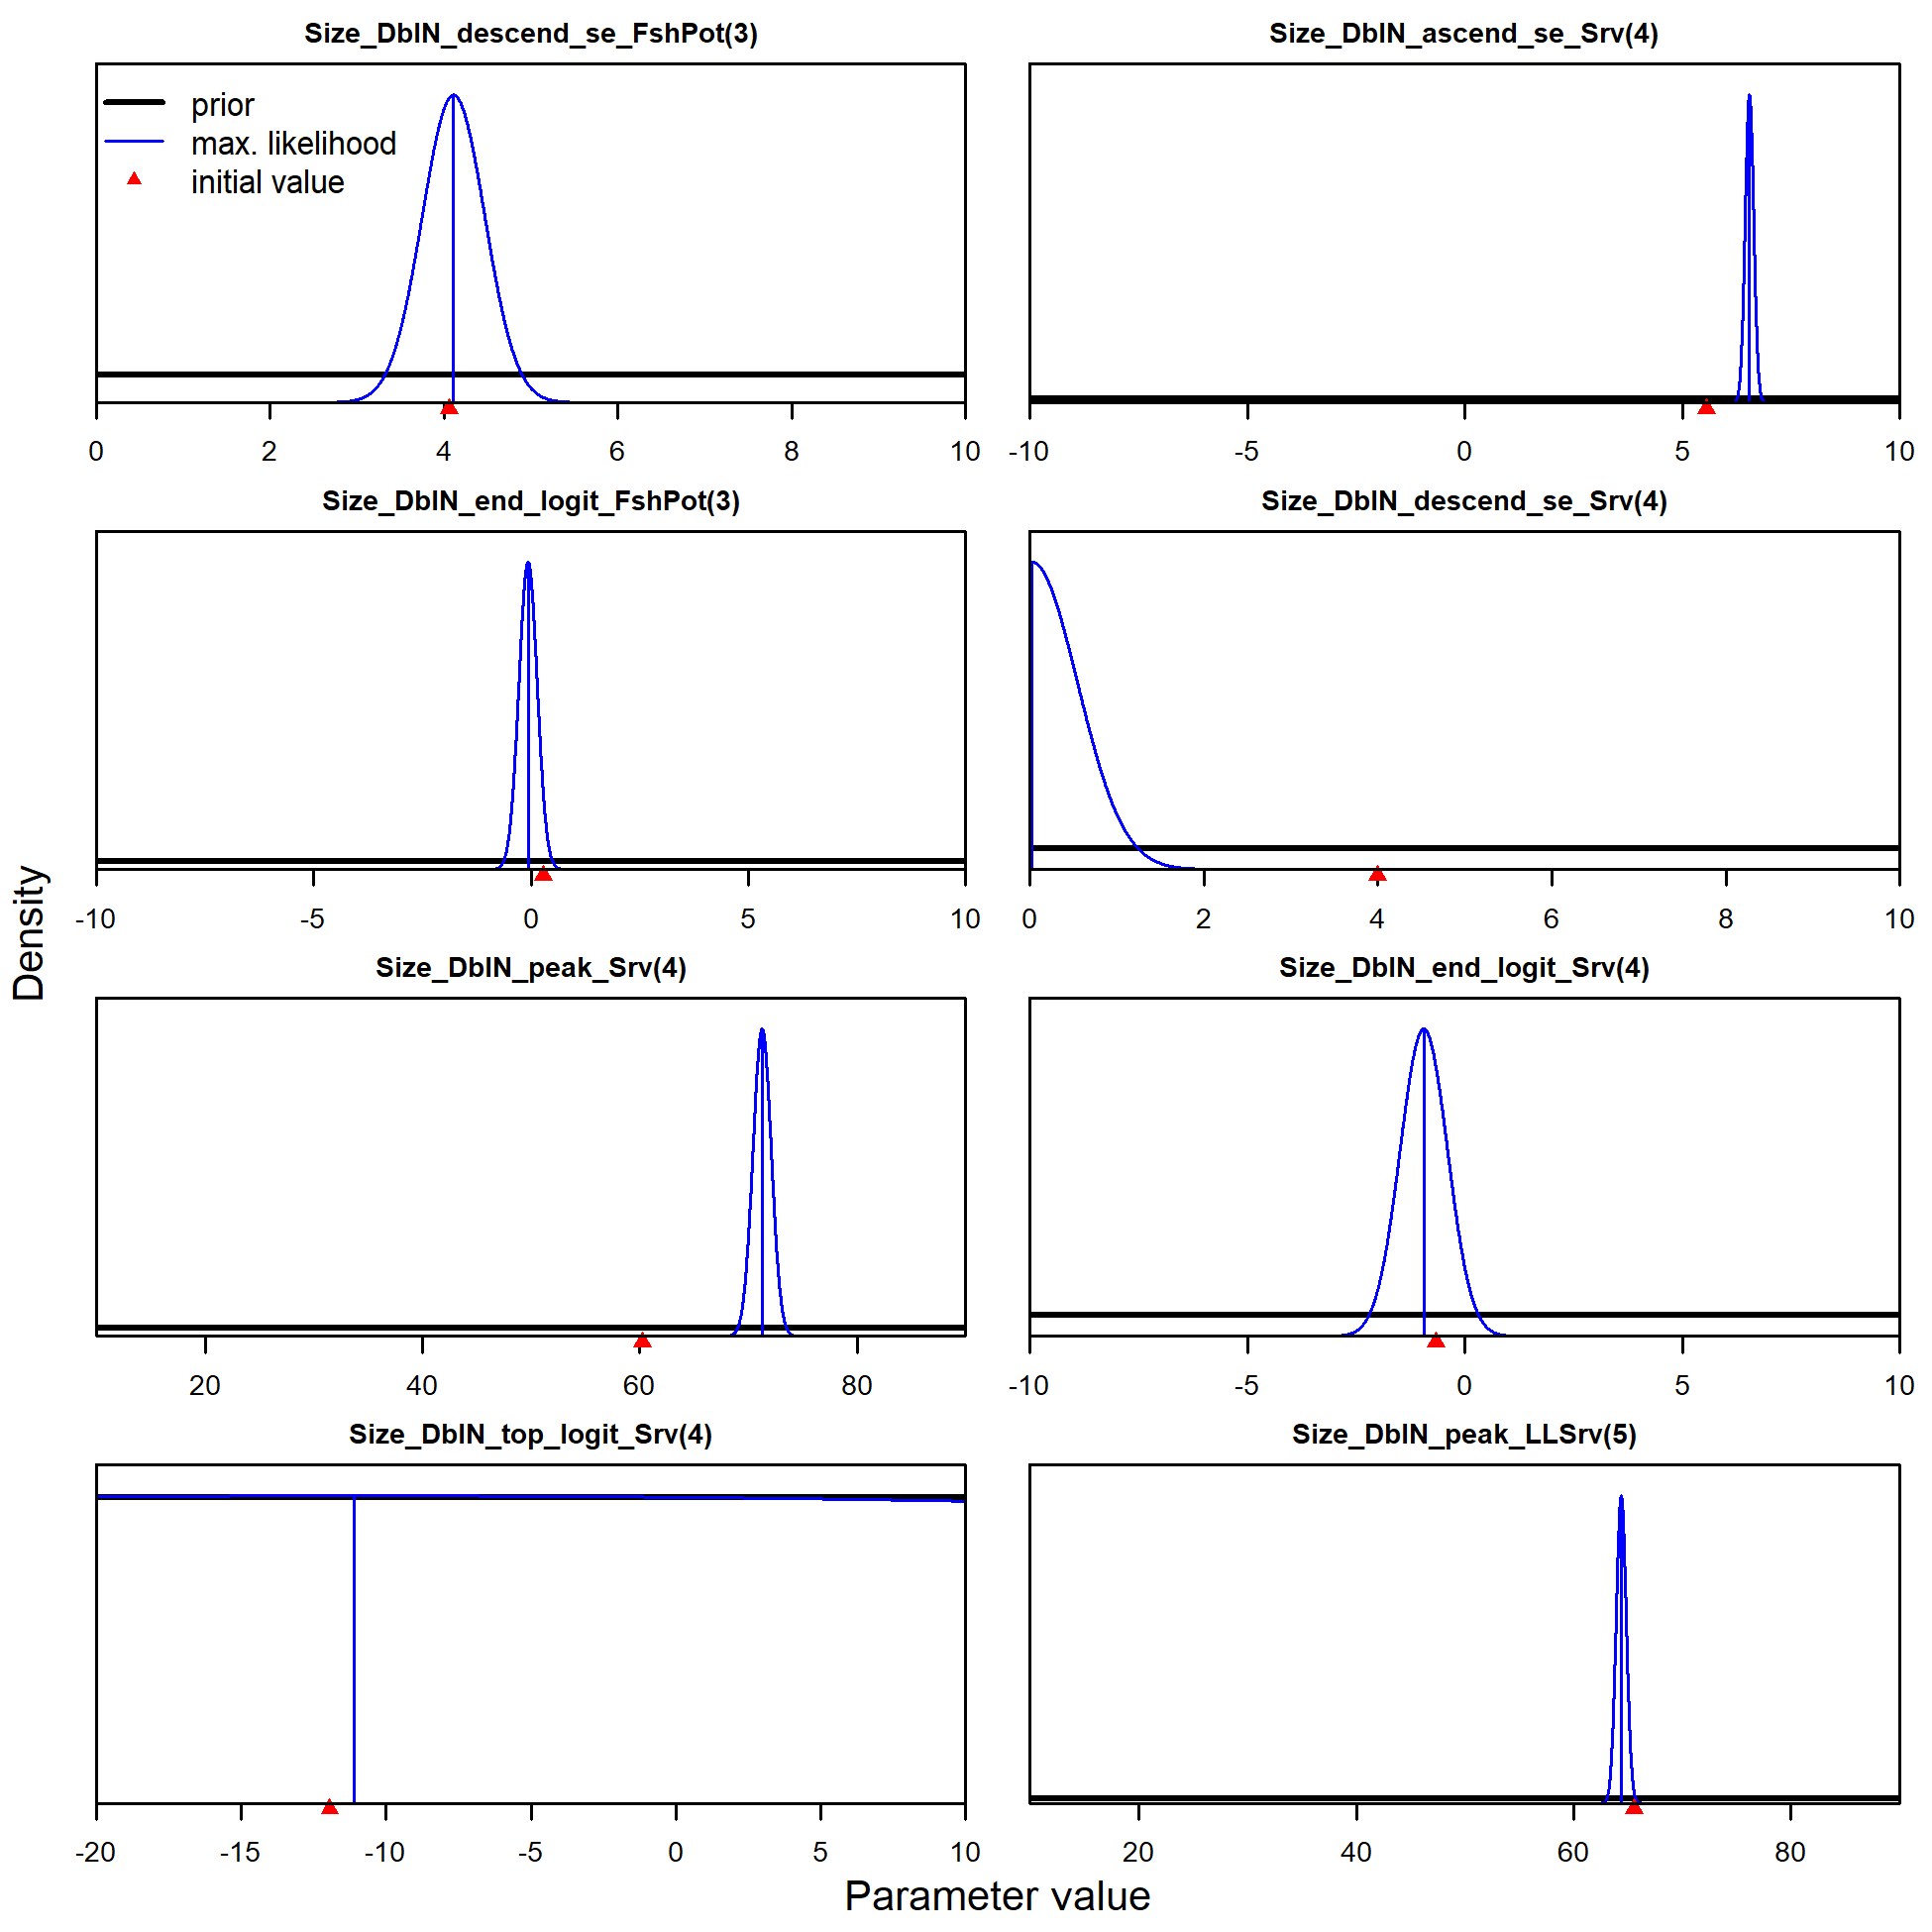 Size_DblN_descend_se_FshPot(3)
prior
max. likelihood
initial value
0 2 4 6 8 10
Size_DblN_ascend_se_Srv(4)
-10 -5 0 5 10
Size_DblN_end_logit_FshPot(3)
-10 -5 0 5 10
Size_DblN_descend_se_Srv(4)
0 2 4 6 8 10
Size_DblN_peak_Srv(4)
20 40 60 80
Size_DblN_end_logit_Srv(4)
-10 -5 0 5 10
Size_DblN_top_logit_Srv(4)
-20 -15 -10 -5 0 5 10
Size_DblN_peak_LLSrv(5)
20 40 60 80
Density
Parameter value